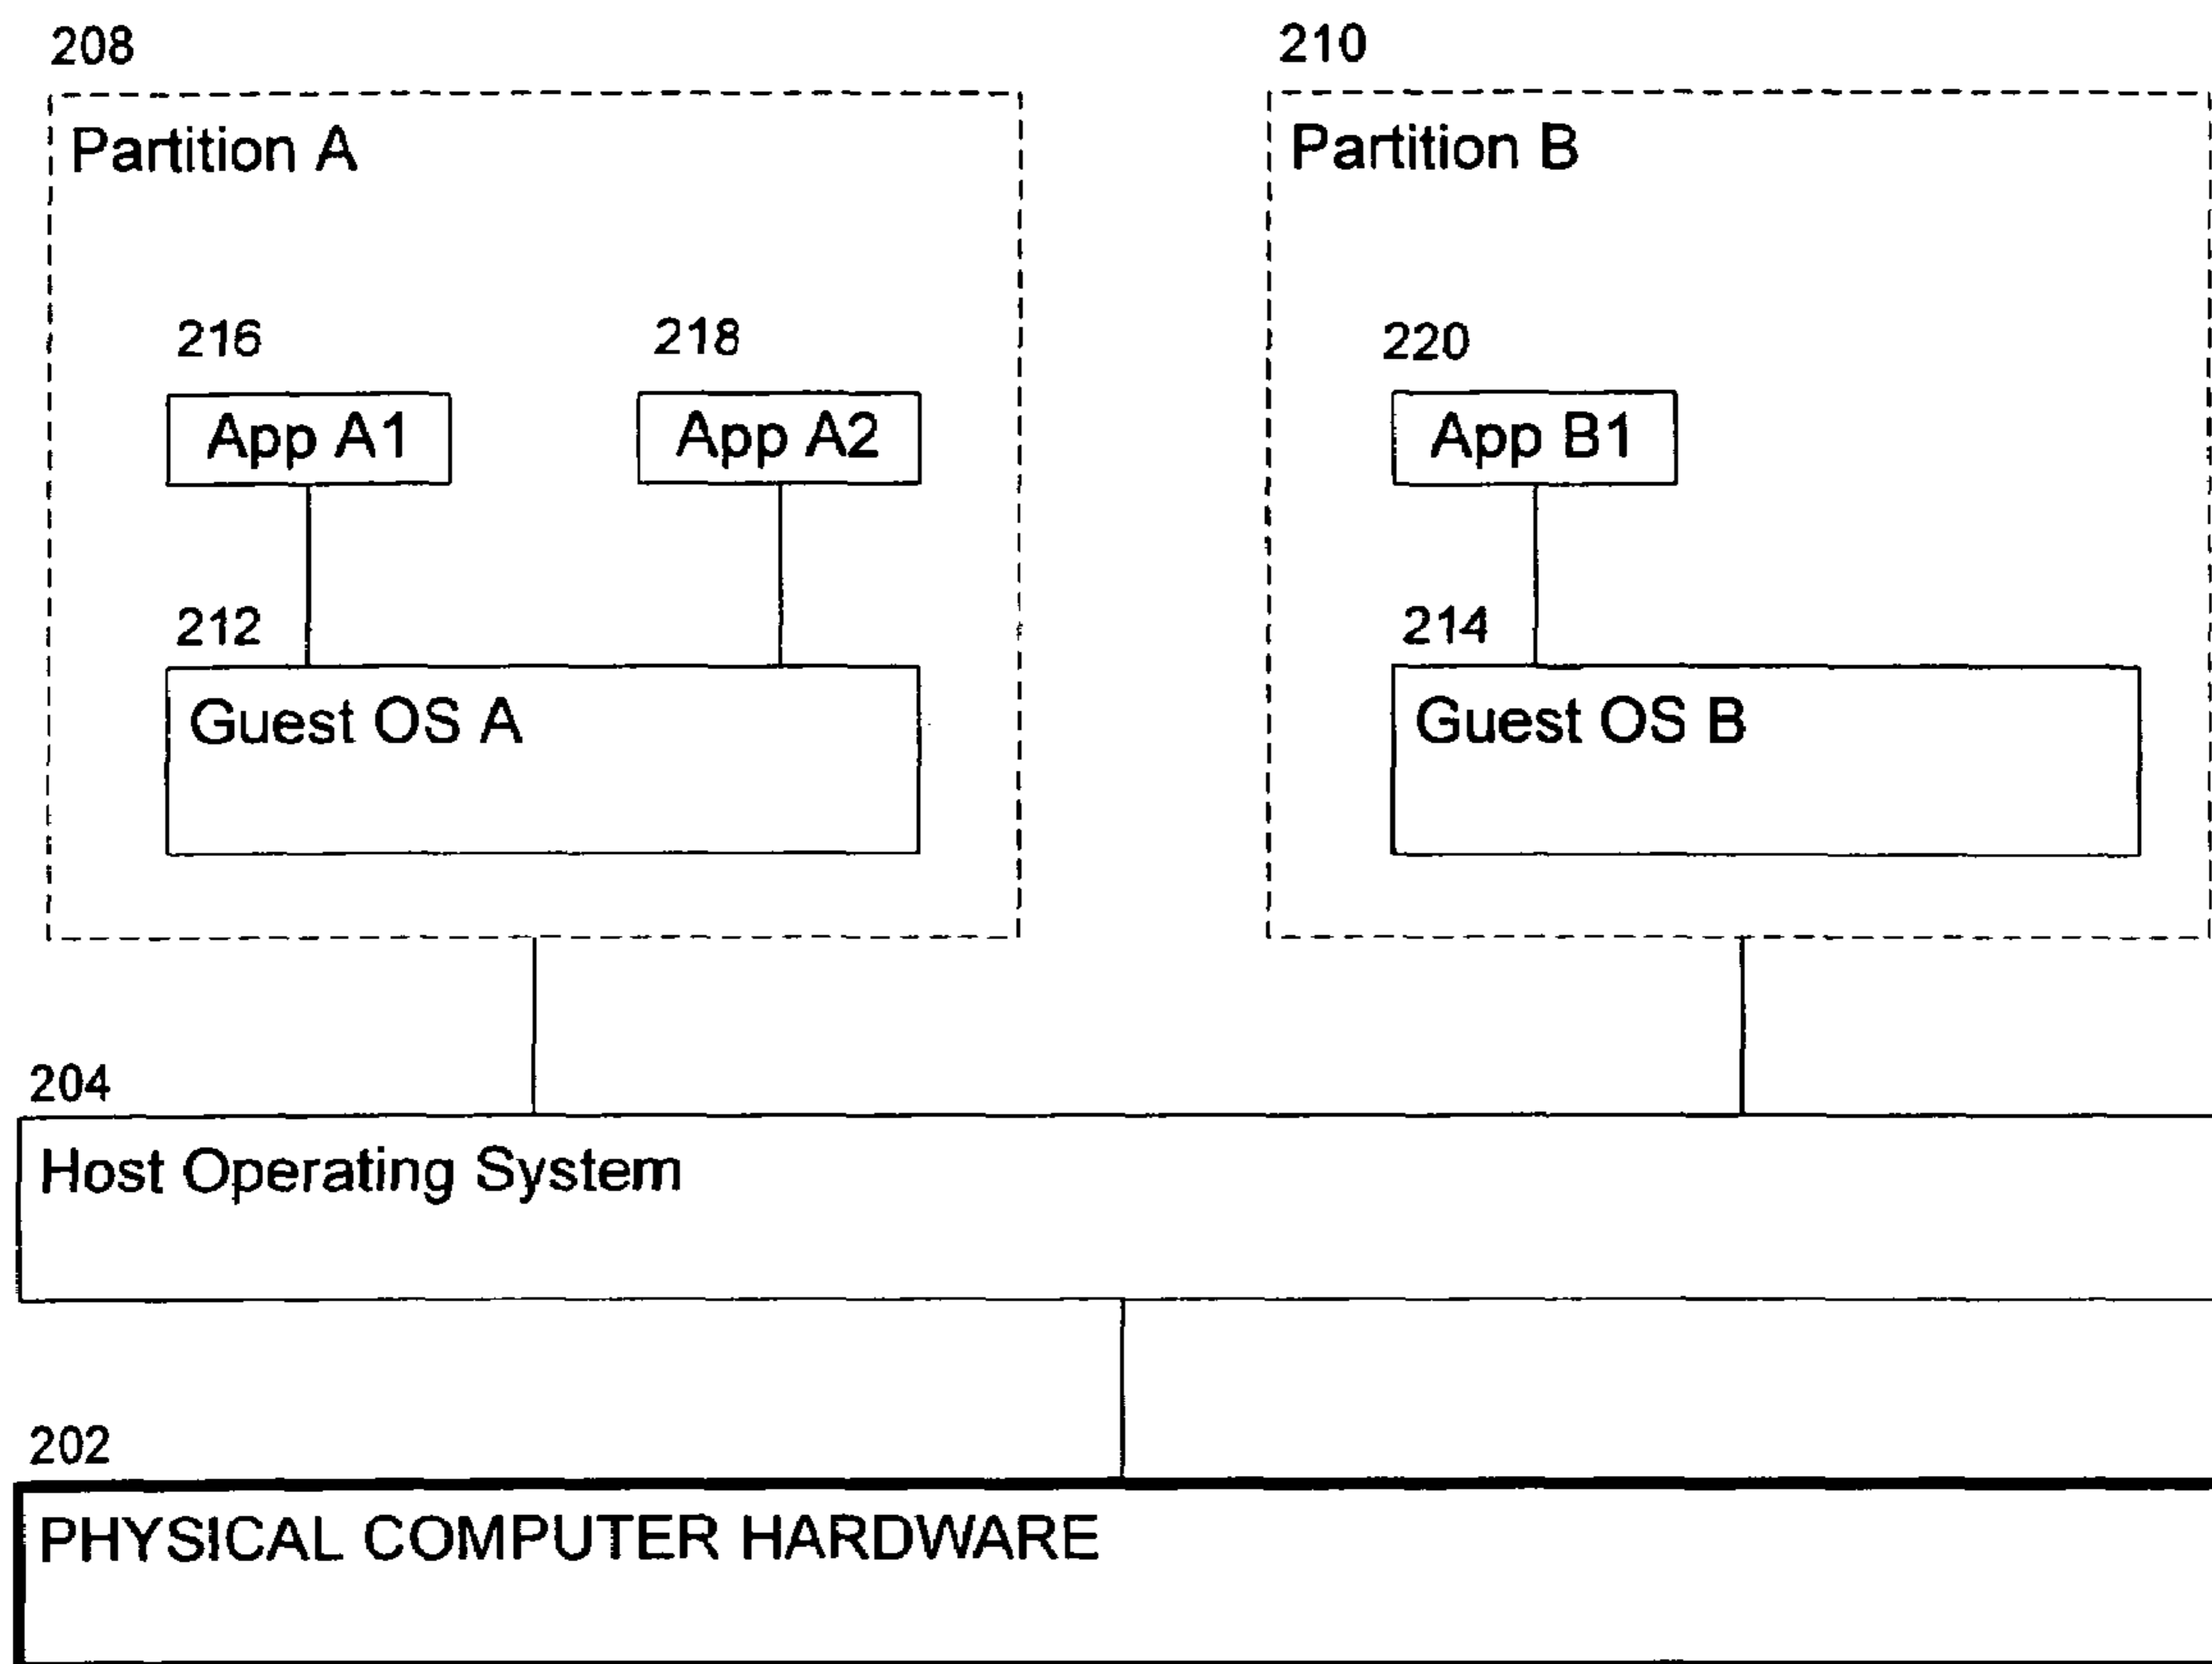 208
210
Partition A
Partition B
216
218
220
App A1
App A2
App B1
212
214
Guest OS A
Guest OS B
204
Host Operating System
202
PHYSICAL COMPUTER HARDWARE